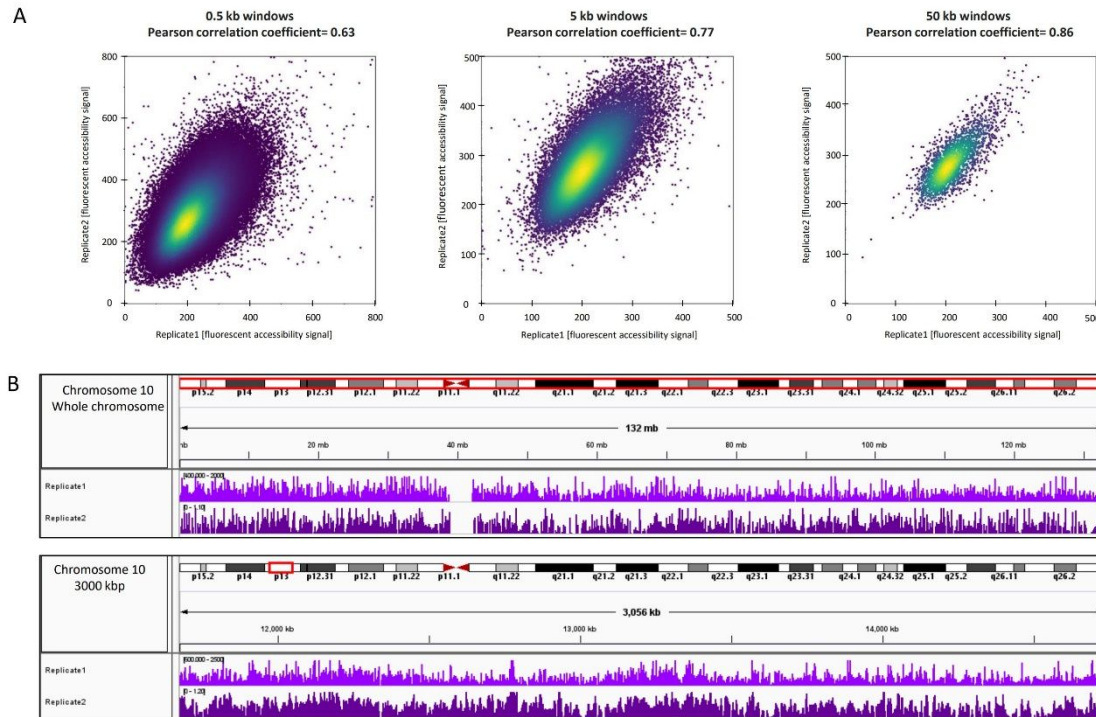 A
0.5 kb windows
Pearson correlation coefficient= 0.63
5 kb windows
Pearson correlation coefficient= 0.77
50 kb windows
Pearson correlation coefficient= 0.86
800
600
400
200
0
Replicate2 [fluorescent accessibility signal]
0 200 400 600 800
Replicate1 [fluorescent accessibility signal]
500
400
300
200
100
0
Replicate2 [fluorescent accessibility signal]
0 100 200 300 400 500
Replicate1 [fluorescent accessibility signal]
500
400
300
200
100
0
Replicate2 [fluorescent accessibility signal]
0 100 200 300 400 500
Replicate1 [fluorescent accessibility signal]
B
Chromosome 10
Whole chromosome
p15.2 p14 p13 p12.31 p12.1 p11.22 p11.1 q11.22 q21.1 q21.2 q21.3 q22.1 q22.3 q23.1 q23.31 q24.1 q24.32 q25.1 q25.2 q26.11 q26.2
132 mb
mb 20 mb 40 mb 60 mb 80 mb 100 mb 120 mb
Replicate1
Replicate2
[0 - 1.10]
Chromosome 10
3000 kbp
p15.2 p14 p13 p12.31 p12.1 p11.22 p11.1 q11.22 q21.1 q21.2 q21.3 q22.1 q22.3 q23.1 q23.31 q24.1 q24.32 q25.1 q25.2 q26.11 q26.2
3,056 kb
12,000 kb 13,000 kb 14,000 kb
Replicate1
Replicate2
[0 - 1.20]